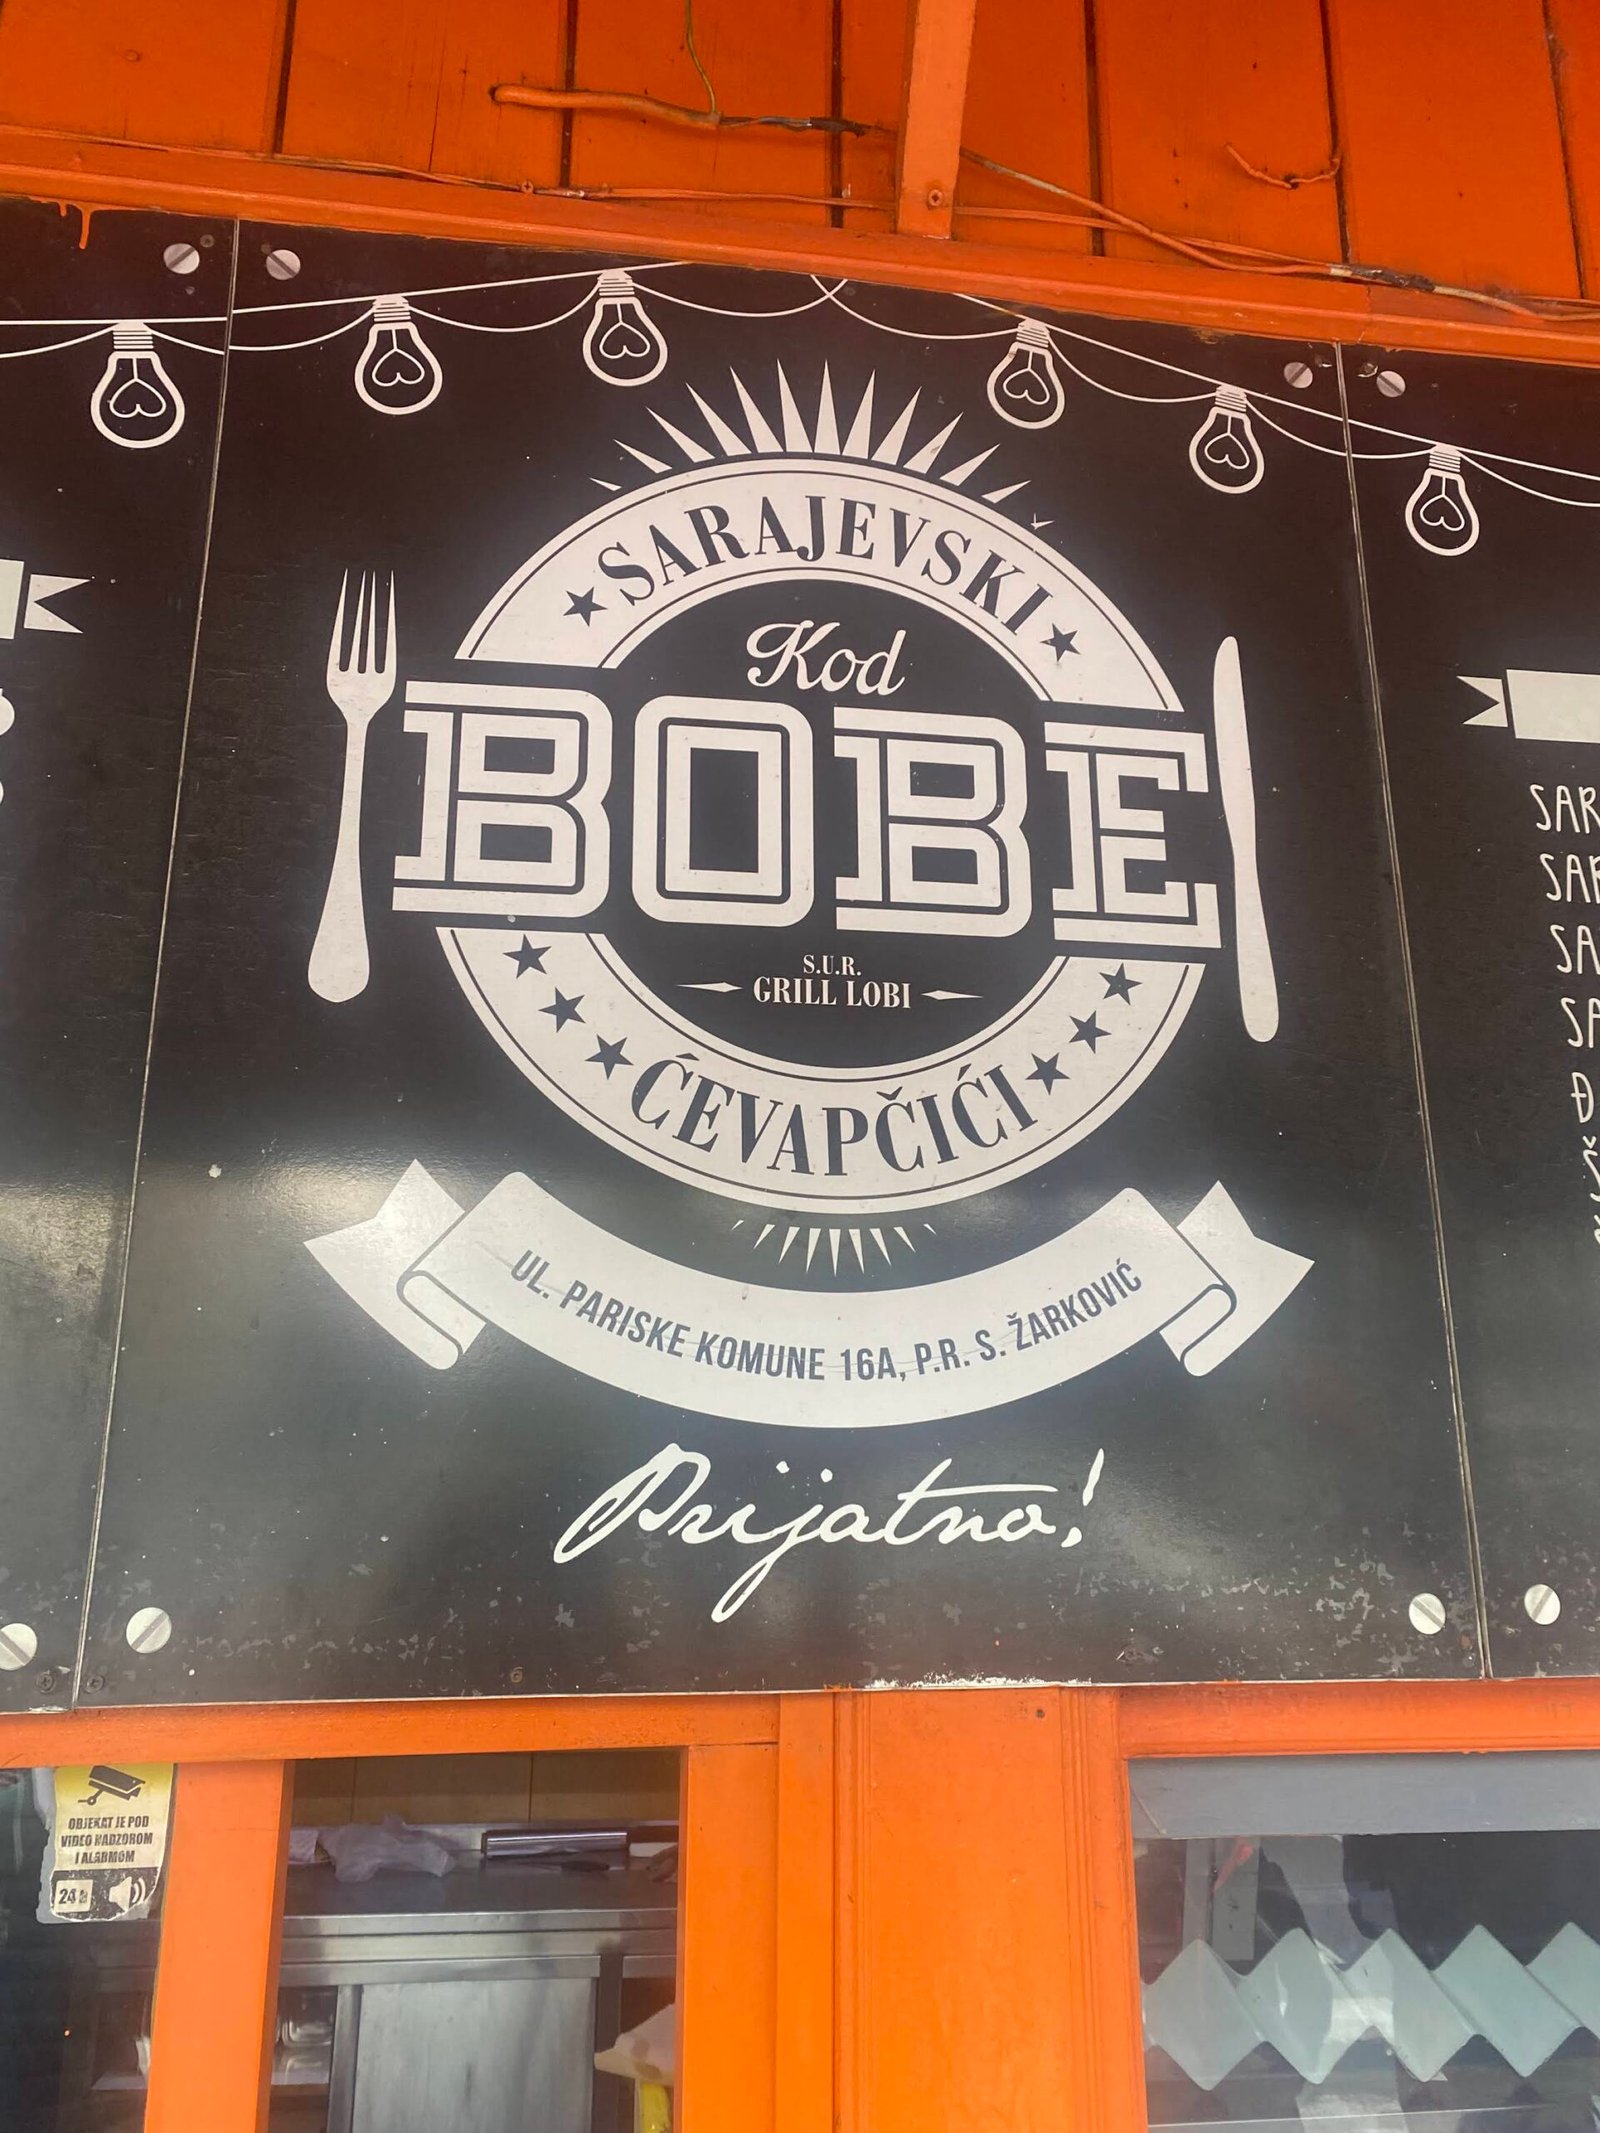 SARAJEVSKI
Kod
BOBE
S.U.R.
GRILL LOBI
ĆEVAPČIĆI
UL. PARISKE KOMUNE 16A, P.R. S. ŽARKOVIĆ
Prijatno!
OBJEKAT JE POD
VIDEO NADZOROM
I ALARMOM